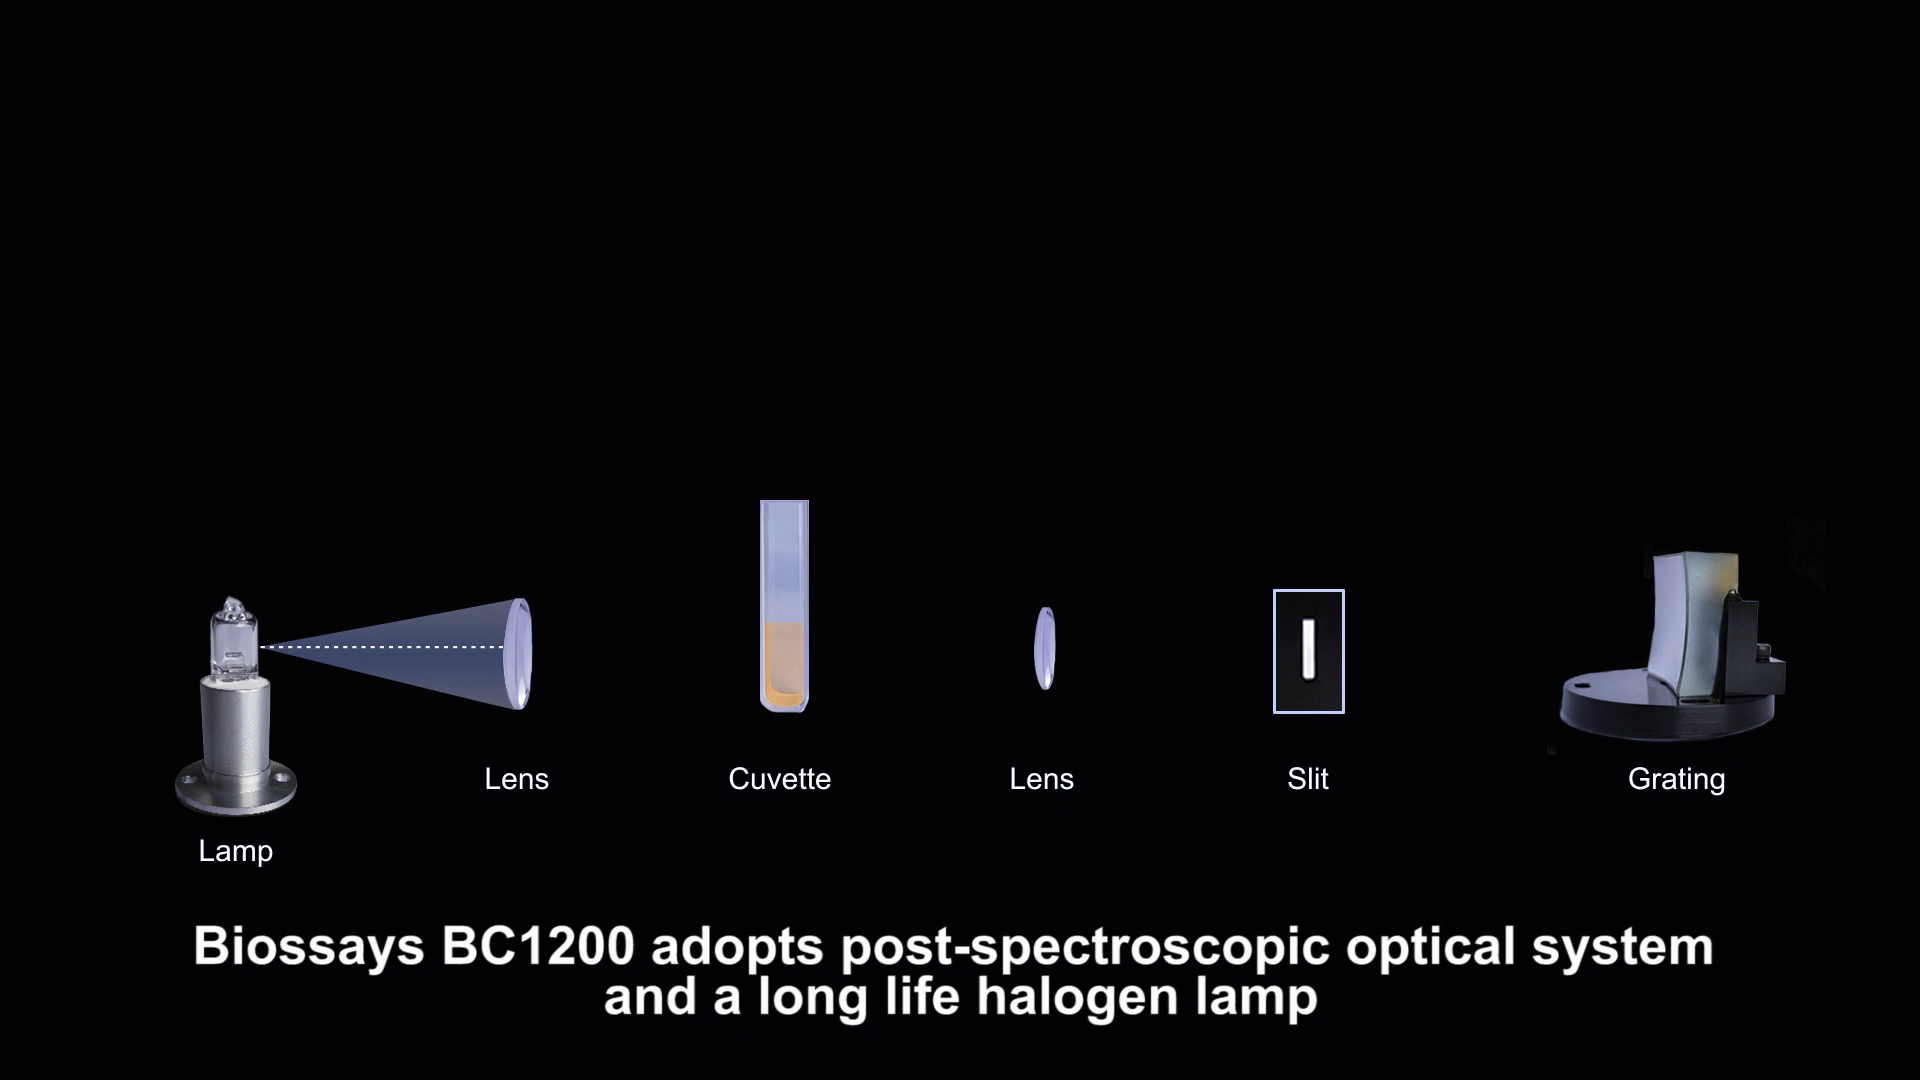 Lens
Cuvette
Lens
Slit
Grating
Lamp
Biossays BC1200 adopts post-spectroscopic optical system
and a long life halogen lamp